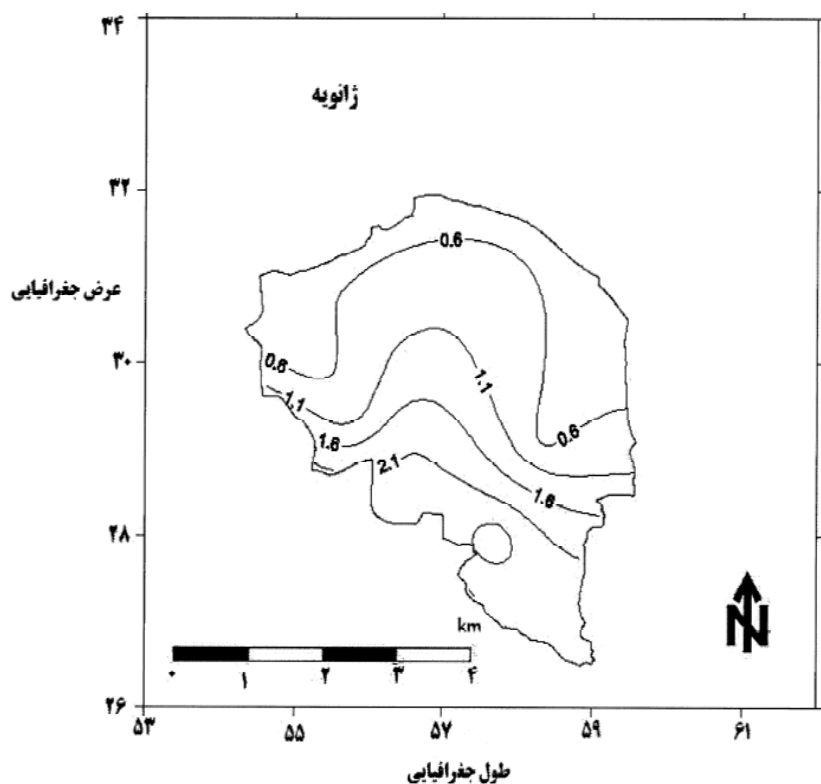 ۳۴
ژانویه
۳۲
0.6
عرض جغرافیایی
۳۰
0.6
1.1
1.1
0.6
1.6
2.1
1.6
۲۸
km
N
۰ ۱ ۲ ۳ ۴
۲۶
۵۳ ۵۵ ۵۷ ۵۹ ۶۱
طول جغرافیایی